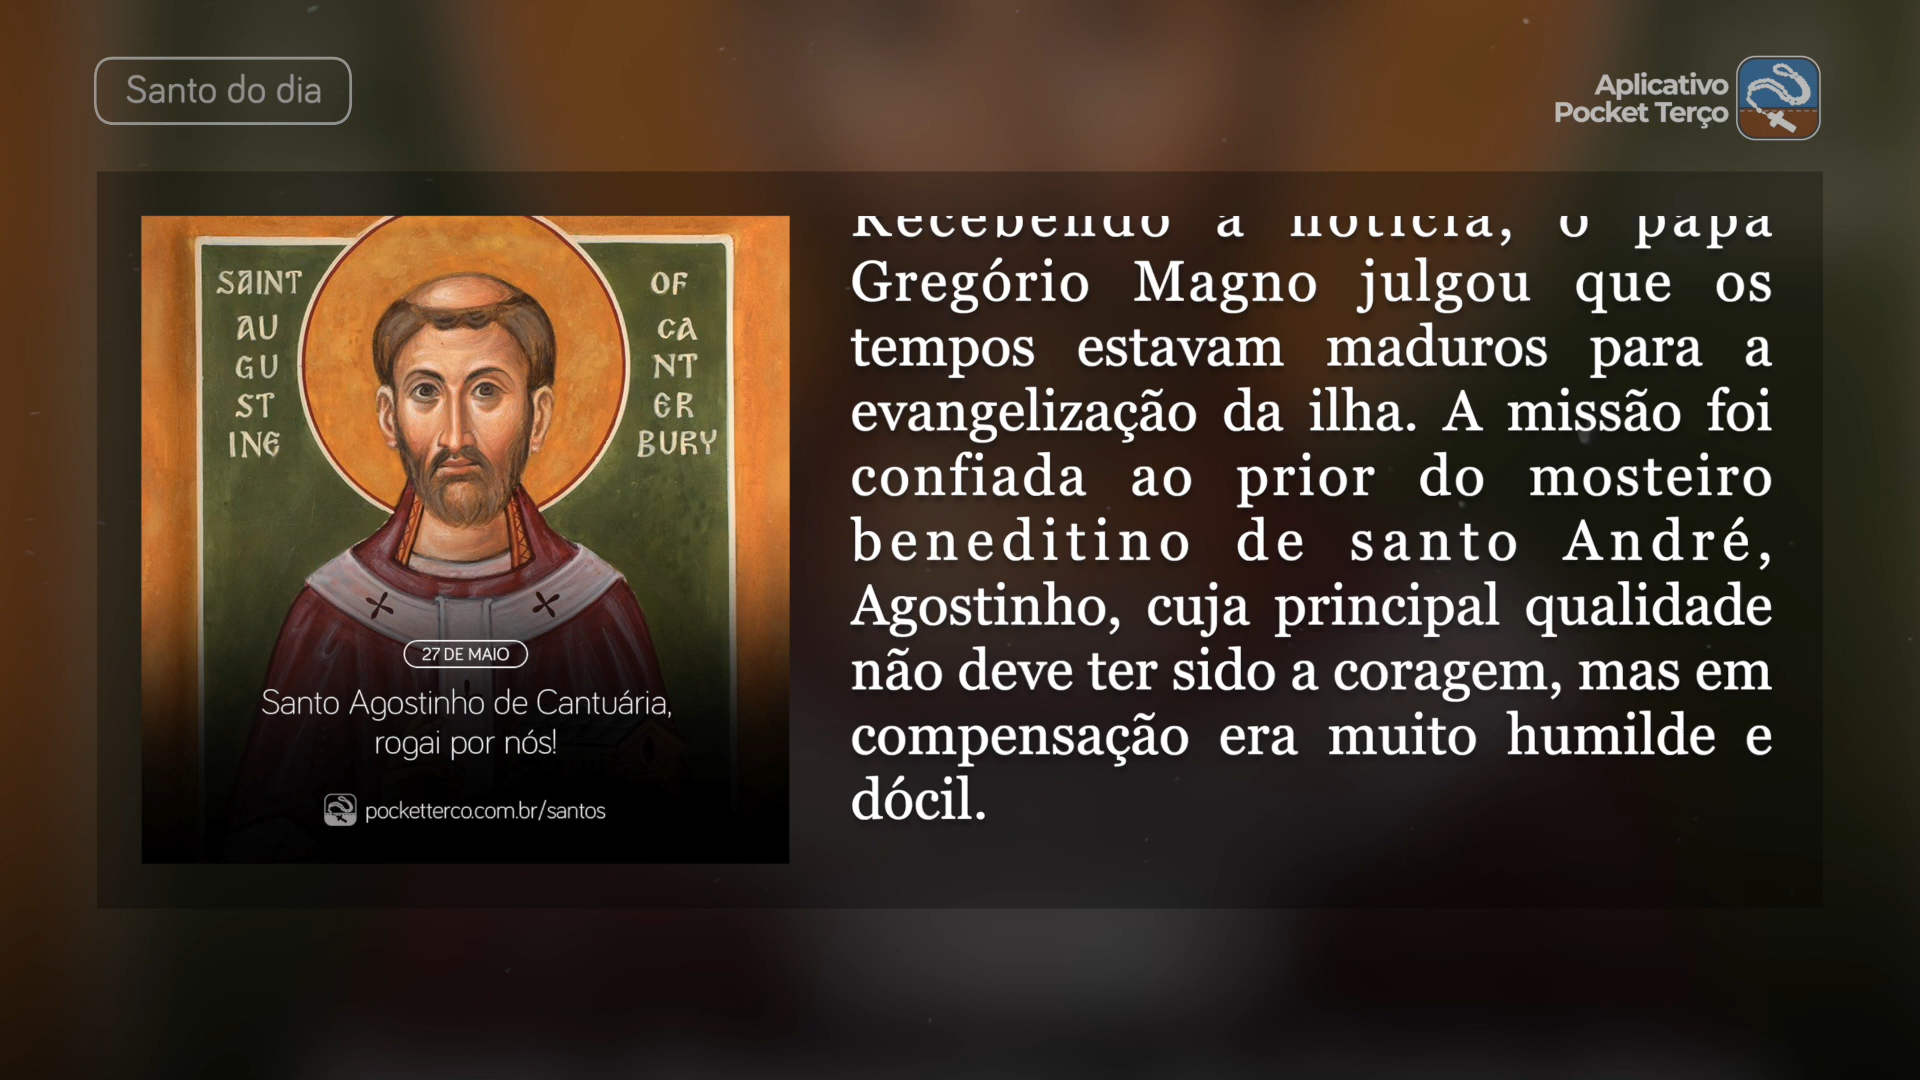 Santo do dia
Aplicativo
Pocket Terço
SAINT
AU
GU
ST
INE
OF
CA
NT
ER
BURY
27 DE MAIO
Santo Agostinho de Cantuária,
rogai por nós!
pocketterco.com.br/santos
Recebendo a notícia, o papa
Gregório Magno julgou que os
tempos estavam maduros para a
evangelização da ilha. A missão foi
confiada ao prior do mosteiro
beneditino de santo André,
Agostinho, cuja principal qualidade
não deve ter sido a coragem, mas em
compensação era muito humilde e
dócil.